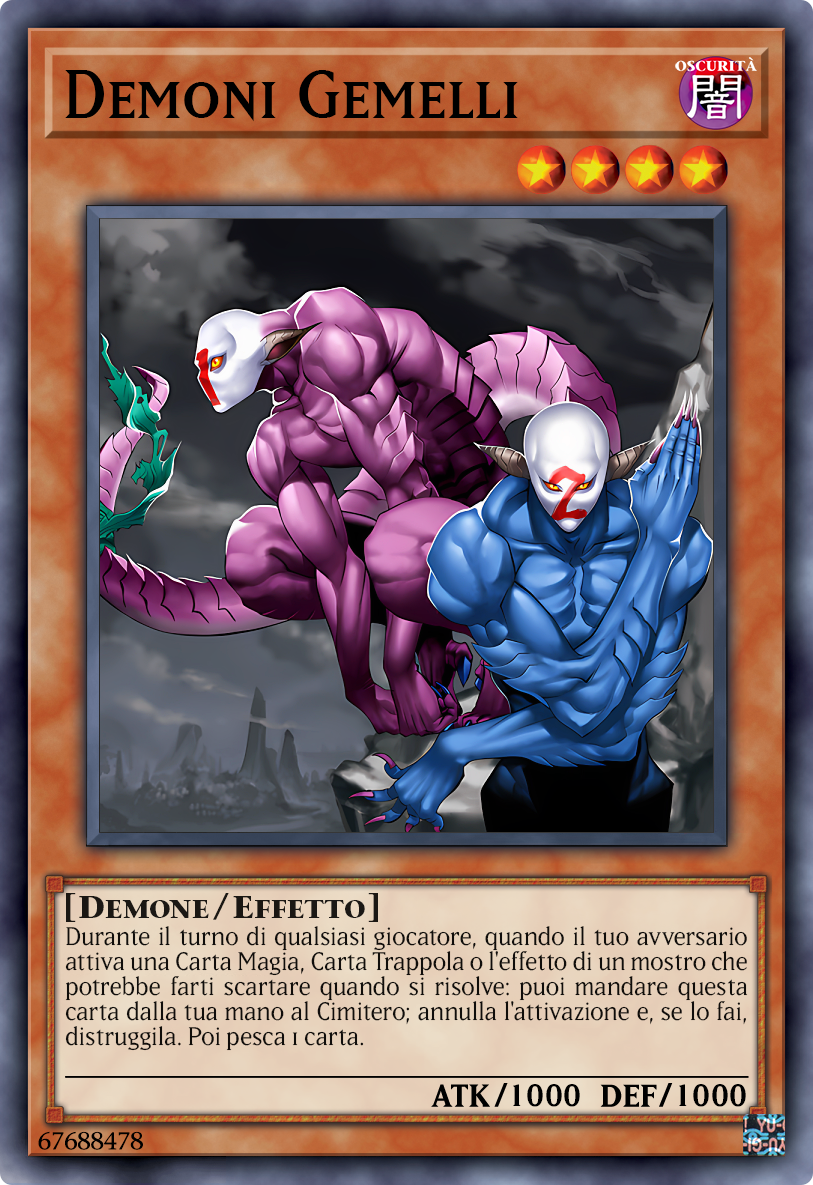 Demoni Gemelli
OSCURITÀ
闇
1
2
[Demone/Effetto]
Durante il turno di qualsiasi giocatore, quando il tuo avversario
attiva una Carta Magia, Carta Trappola o l'effetto di un mostro che
potrebbe farti scartare quando si risolve: puoi mandare questa
carta dalla tua mano al Cimitero; annulla l'attivazione e, se lo fai,
distruggila. Poi pesca 1 carta.
ATK/1000 DEF/1000
67688478